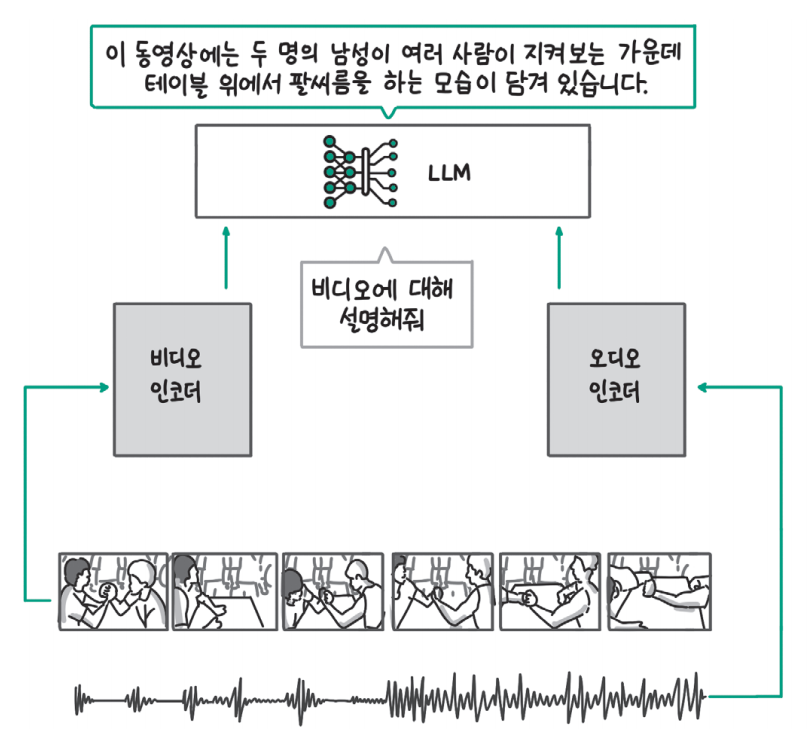 이 동영상에는 두 명의 남성이 여러 사람이 지켜보는 가운데
테이블 위에서 팔씨름을 하는 모습이 담겨 있습니다.
LLM
비디오에 대해
설명해줘
비디오
인코더
오디오
인코더